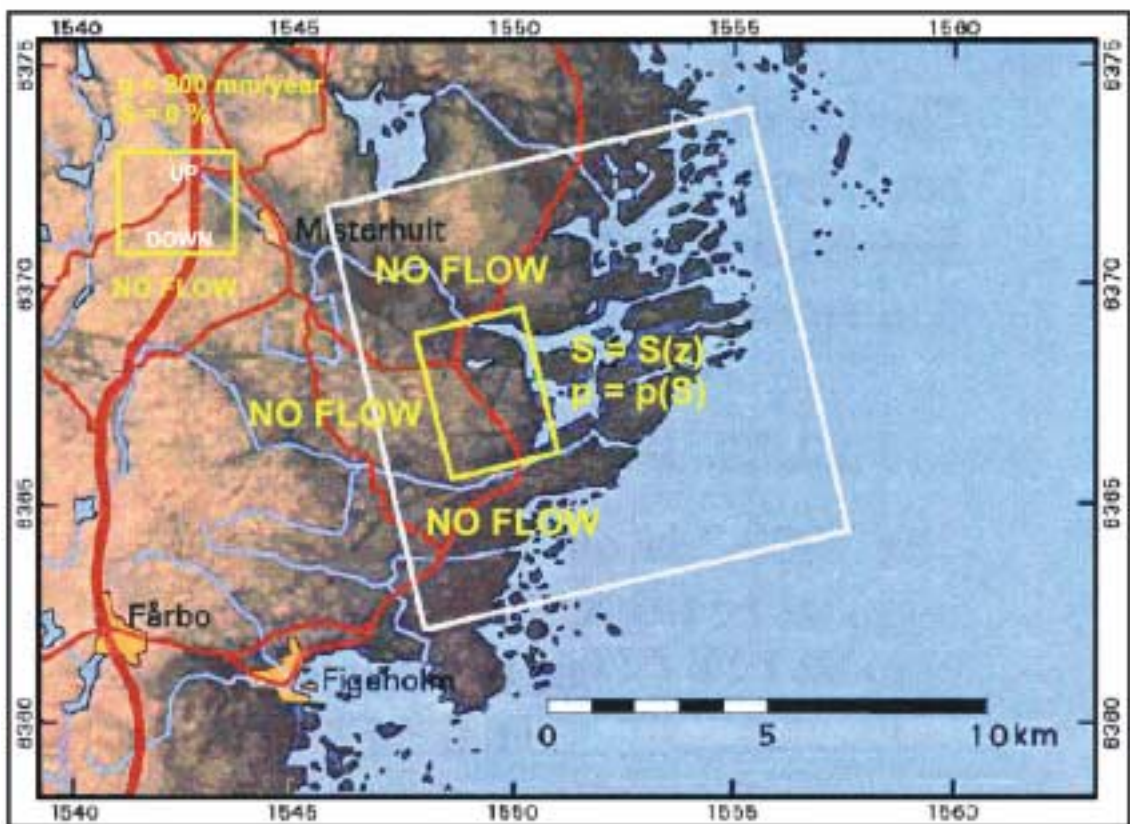 1540 1545 1550 1555 1560
6375 6375
q = 200 mm/year
S = 0 %
UP
DOWN
Misterhult
NO FLOW
6370 6370
NO FLOW
S = S(z)
p = p(S)
NO FLOW
6365 6365
NO FLOW
Fårbo
Figeholm
6360 6360
0 5 10 km
1540 1545 1550 1555 1560